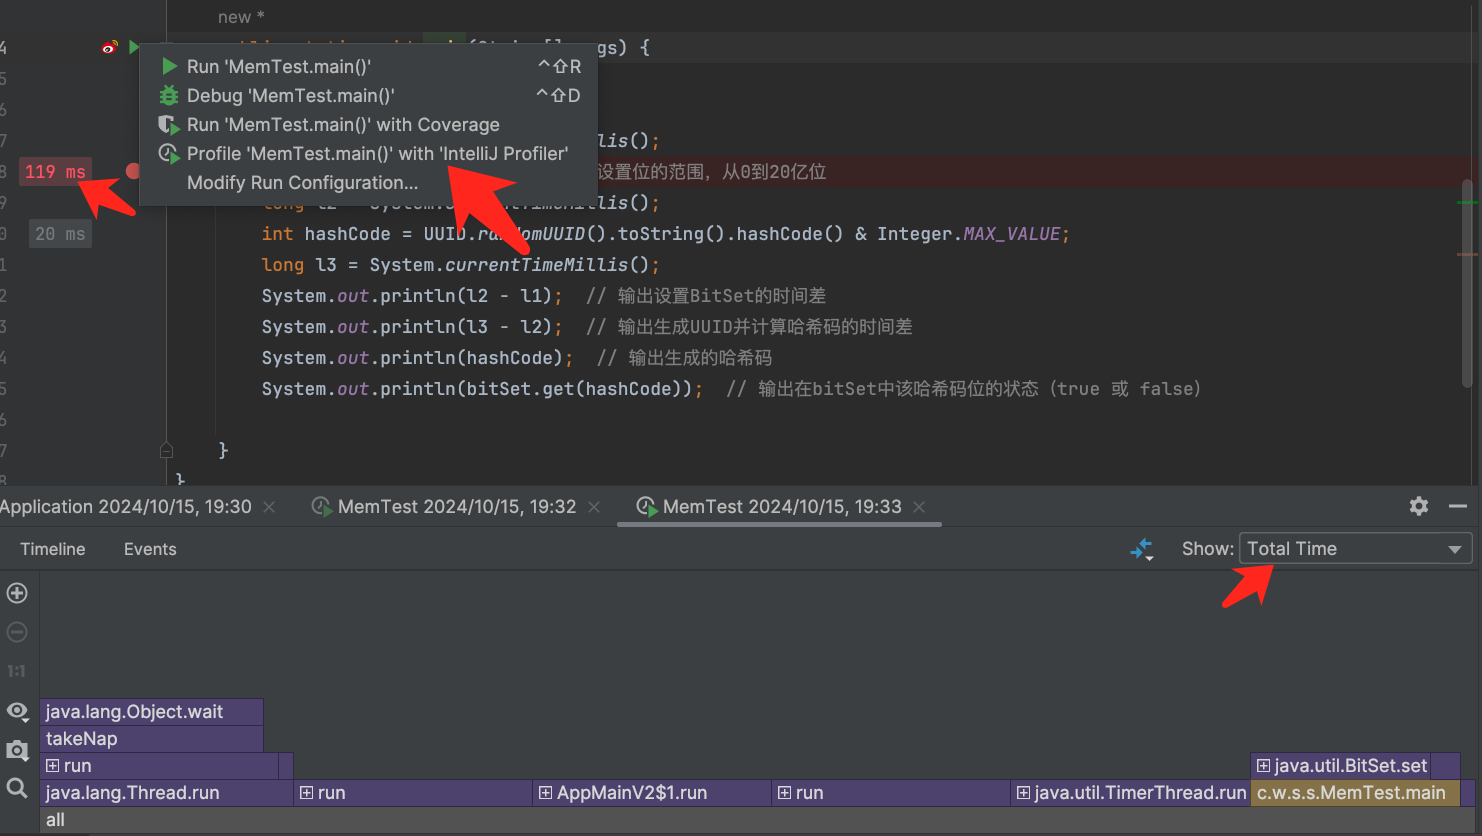 new *
4
(String[] args) {
5
Run 'MemTest.main()' ^⇧R
6
Debug 'MemTest.main()' ^⇧D
7
Run 'MemTest.main()' with Coverage
llis();
8
119 ms
Profile 'MemTest.main()' with 'IntelliJ Profiler'
设置位的范围，从0到20亿位
Modify Run Configuration...
9
long l2 = System.currentTimeMillis();
0
20 ms
int hashCode = UUID.randomUUID().toString().hashCode() & Integer.MAX_VALUE;
1
long l3 = System.currentTimeMillis();
2
System.out.println(l2 - l1); // 输出设置BitSet的时间差
3
System.out.println(l3 - l2); // 输出生成UUID并计算哈希码的时间差
4
System.out.println(hashCode); // 输出生成的哈希码
5
System.out.println(bitSet.get(hashCode)); // 输出在bitSet中该哈希码位的状态（true 或 false）
6
7
}
8
}
Application 2024/10/15, 19:30 MemTest 2024/10/15, 19:32 MemTest 2024/10/15, 19:33
Timeline Events Show: Total Time
1:1
java.lang.Object.wait
takeNap
run java.util.BitSet.set
java.lang.Thread.run run AppMainV2$1.run run java.util.TimerThread.run c.w.s.s.MemTest.main
all